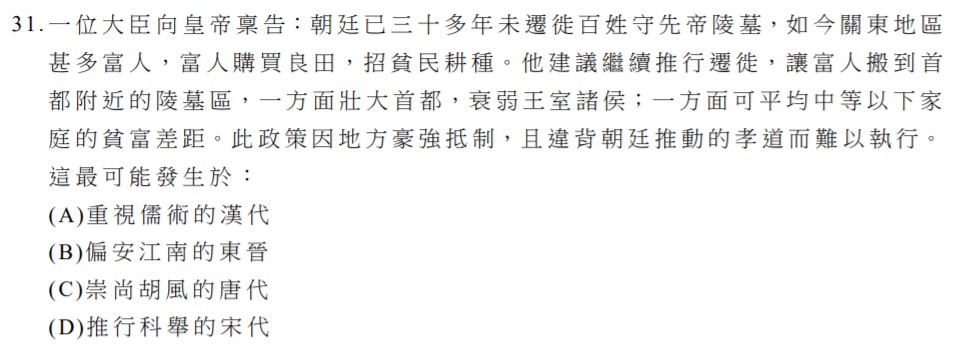 31.一位大臣向皇帝稟告：朝廷已三十多年未遷徙百姓守先帝陵墓，如今關東地區
甚多富人，富人購買良田，招貧民耕種。他建議繼續推行遷徙，讓富人搬到首
都附近的陵墓區，一方面壯大首都，衰弱王室諸侯；一方面可平均中等以下家
庭的貧富差距。此政策因地方豪強抵制，且違背朝廷推動的孝道而難以執行。
這最可能發生於：
(A)重視儒術的漢代
(B)偏安江南的東晉
(C)崇尚胡風的唐代
(D)推行科舉的宋代